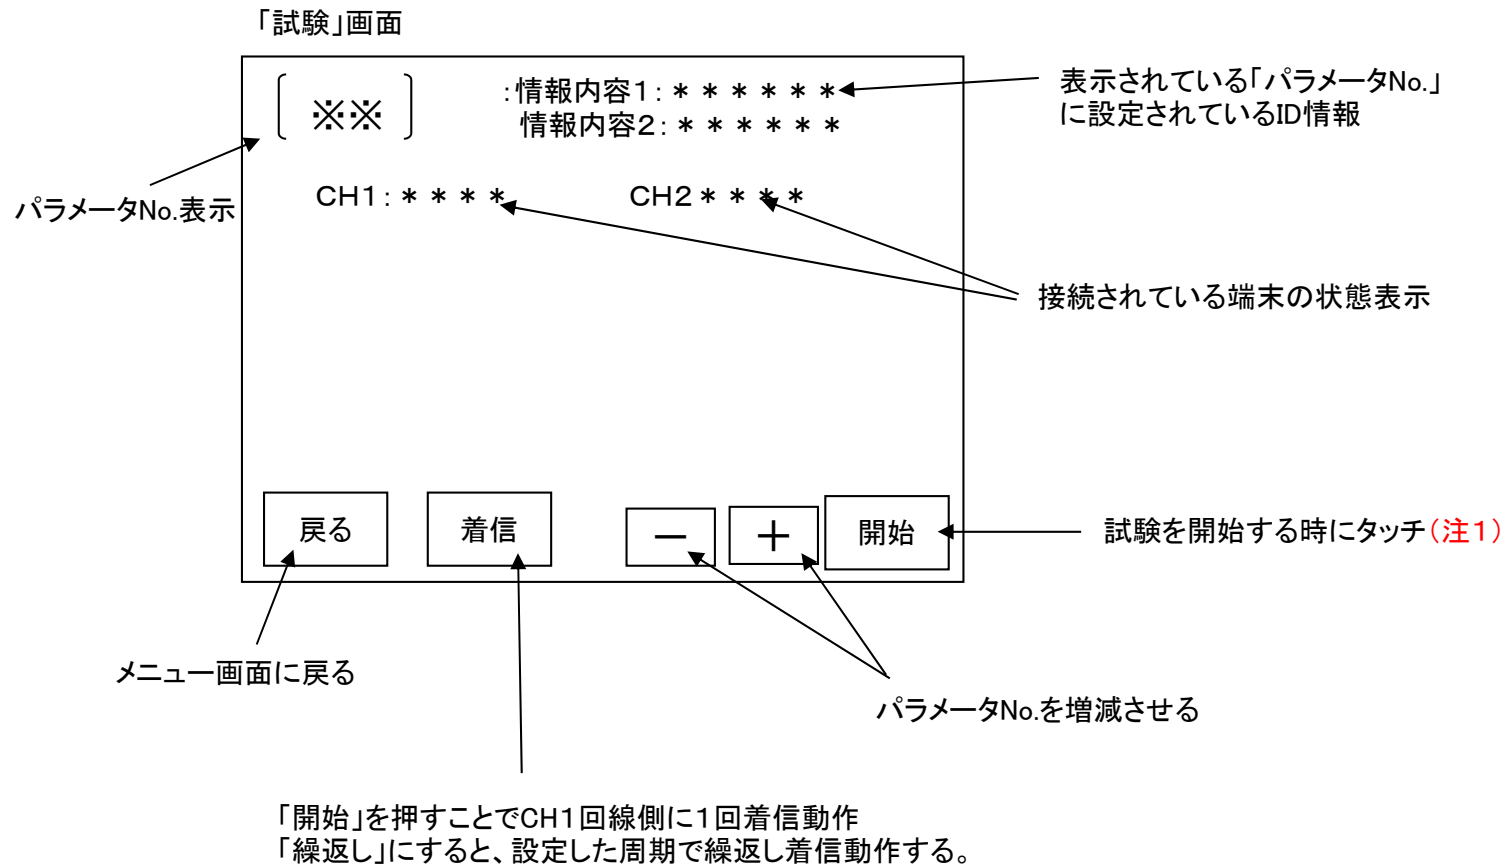 「試験」画面
※※
:情報内容1:******
情報内容2:******
表示されている「パラメータNo.」
に設定されているID情報
パラメータNo.表示
CH1:****
CH2****
接続されている端末の状態表示
戻る
着信
−
+
開始
試験を開始する時にタッチ(注1)
メニュー画面に戻る
パラメータNo.を増減させる
「開始」を押すことでCH1回線側に1回着信動作
「繰返し」にすると、設定した周期で繰返し着信動作する。